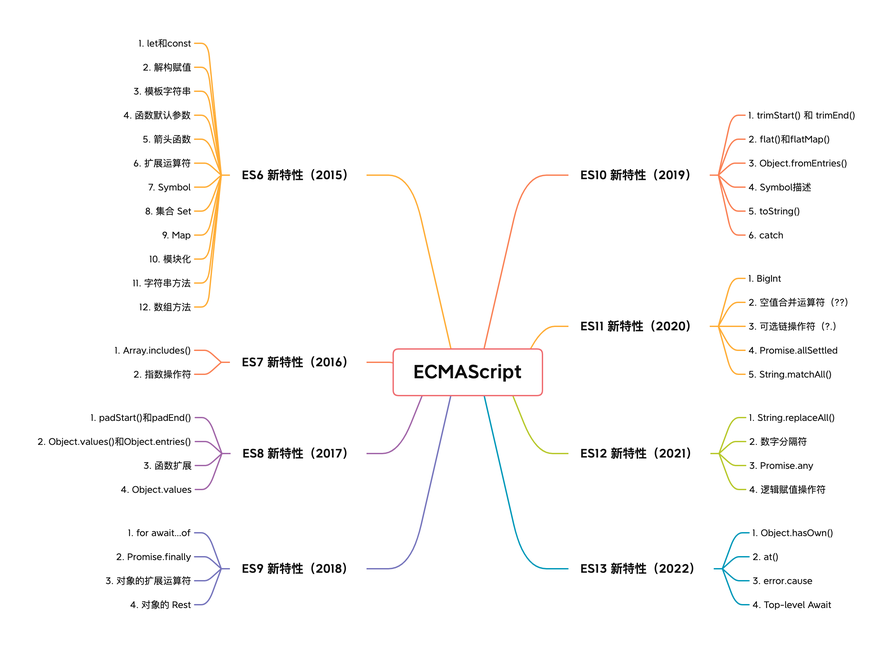 ECMAScript
ES6 新特性（2015）
1. let和const
2. 解构赋值
3. 模板字符串
4. 函数默认参数
5. 箭头函数
6. 扩展运算符
7. Symbol
8. 集合 Set
9. Map
10. 模块化
11. 字符串方法
12. 数组方法
ES7 新特性（2016）
1. Array.includes()
2. 指数操作符
ES8 新特性（2017）
1. padStart()和padEnd()
2. Object.values()和Object.entries()
3. 函数扩展
4. Object.values
ES9 新特性（2018）
1. for await...of
2. Promise.finally
3. 对象的扩展运算符
4. 对象的 Rest
ES10 新特性（2019）
1. trimStart() 和 trimEnd()
2. flat()和flatMap()
3. Object.fromEntries()
4. Symbol描述
5. toString()
6. catch
ES11 新特性（2020）
1. BigInt
2. 空值合并运算符（??）
3. 可选链操作符（?.）
4. Promise.allSettled
5. String.matchAll()
ES12 新特性（2021）
1. String.replaceAll()
2. 数字分隔符
3. Promise.any
4. 逻辑赋值操作符
ES13 新特性（2022）
1. Object.hasOwn()
2. at()
3. error.cause
4. Top-level Await